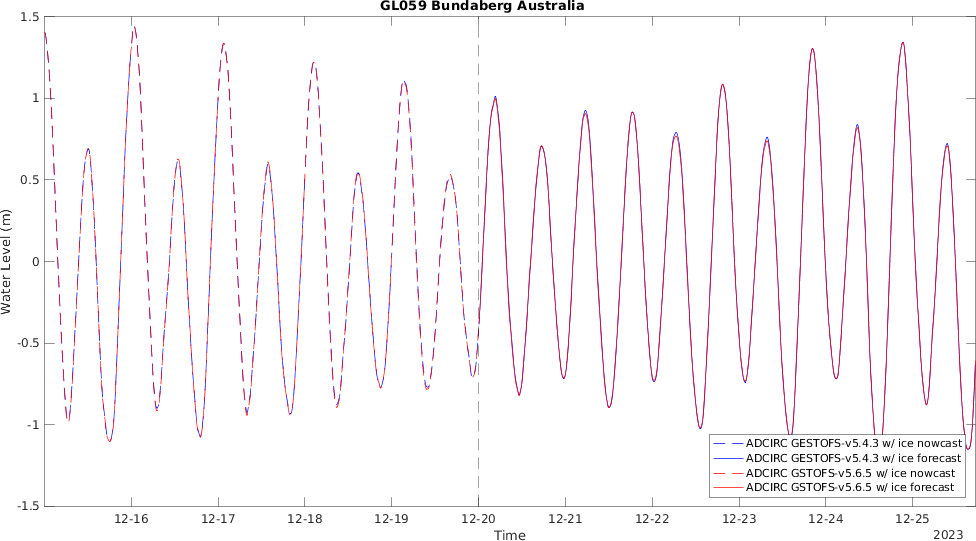 GL059 Bundaberg Australia
1.5
1
0.5
0
-0.5
-1
-1.5
Water Level (m)
ADCIRC GESTOFS-v5.4.3 w/ ice nowcast
ADCIRC GESTOFS-v5.4.3 w/ ice forecast
ADCIRC GSTOFS-v5.6.5 w/ ice nowcast
ADCIRC GSTOFS-v5.6.5 w/ ice forecast
12-16 12-17 12-18 12-19 12-20 12-21 12-22 12-23 12-24 12-25
Time
2023